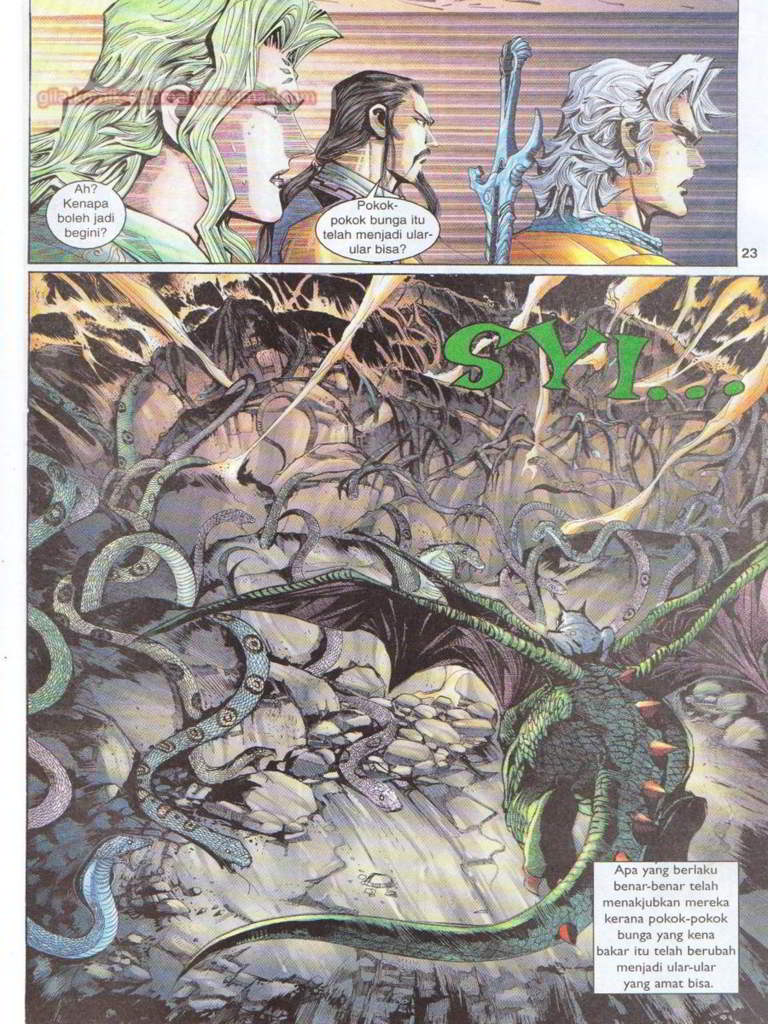 Ah?
Kenapa
boleh jadi
begini?
Pokok-
pokok bunga itu
telah menjadi ular-
ular bisa?
23
SYI...
Apa yang berlaku
benar-benar telah
menakjubkan mereka
kerana pokok-pokok
bunga yang kena
bakar itu telah berubah
menjadi ular-ular
yang amat bisa.